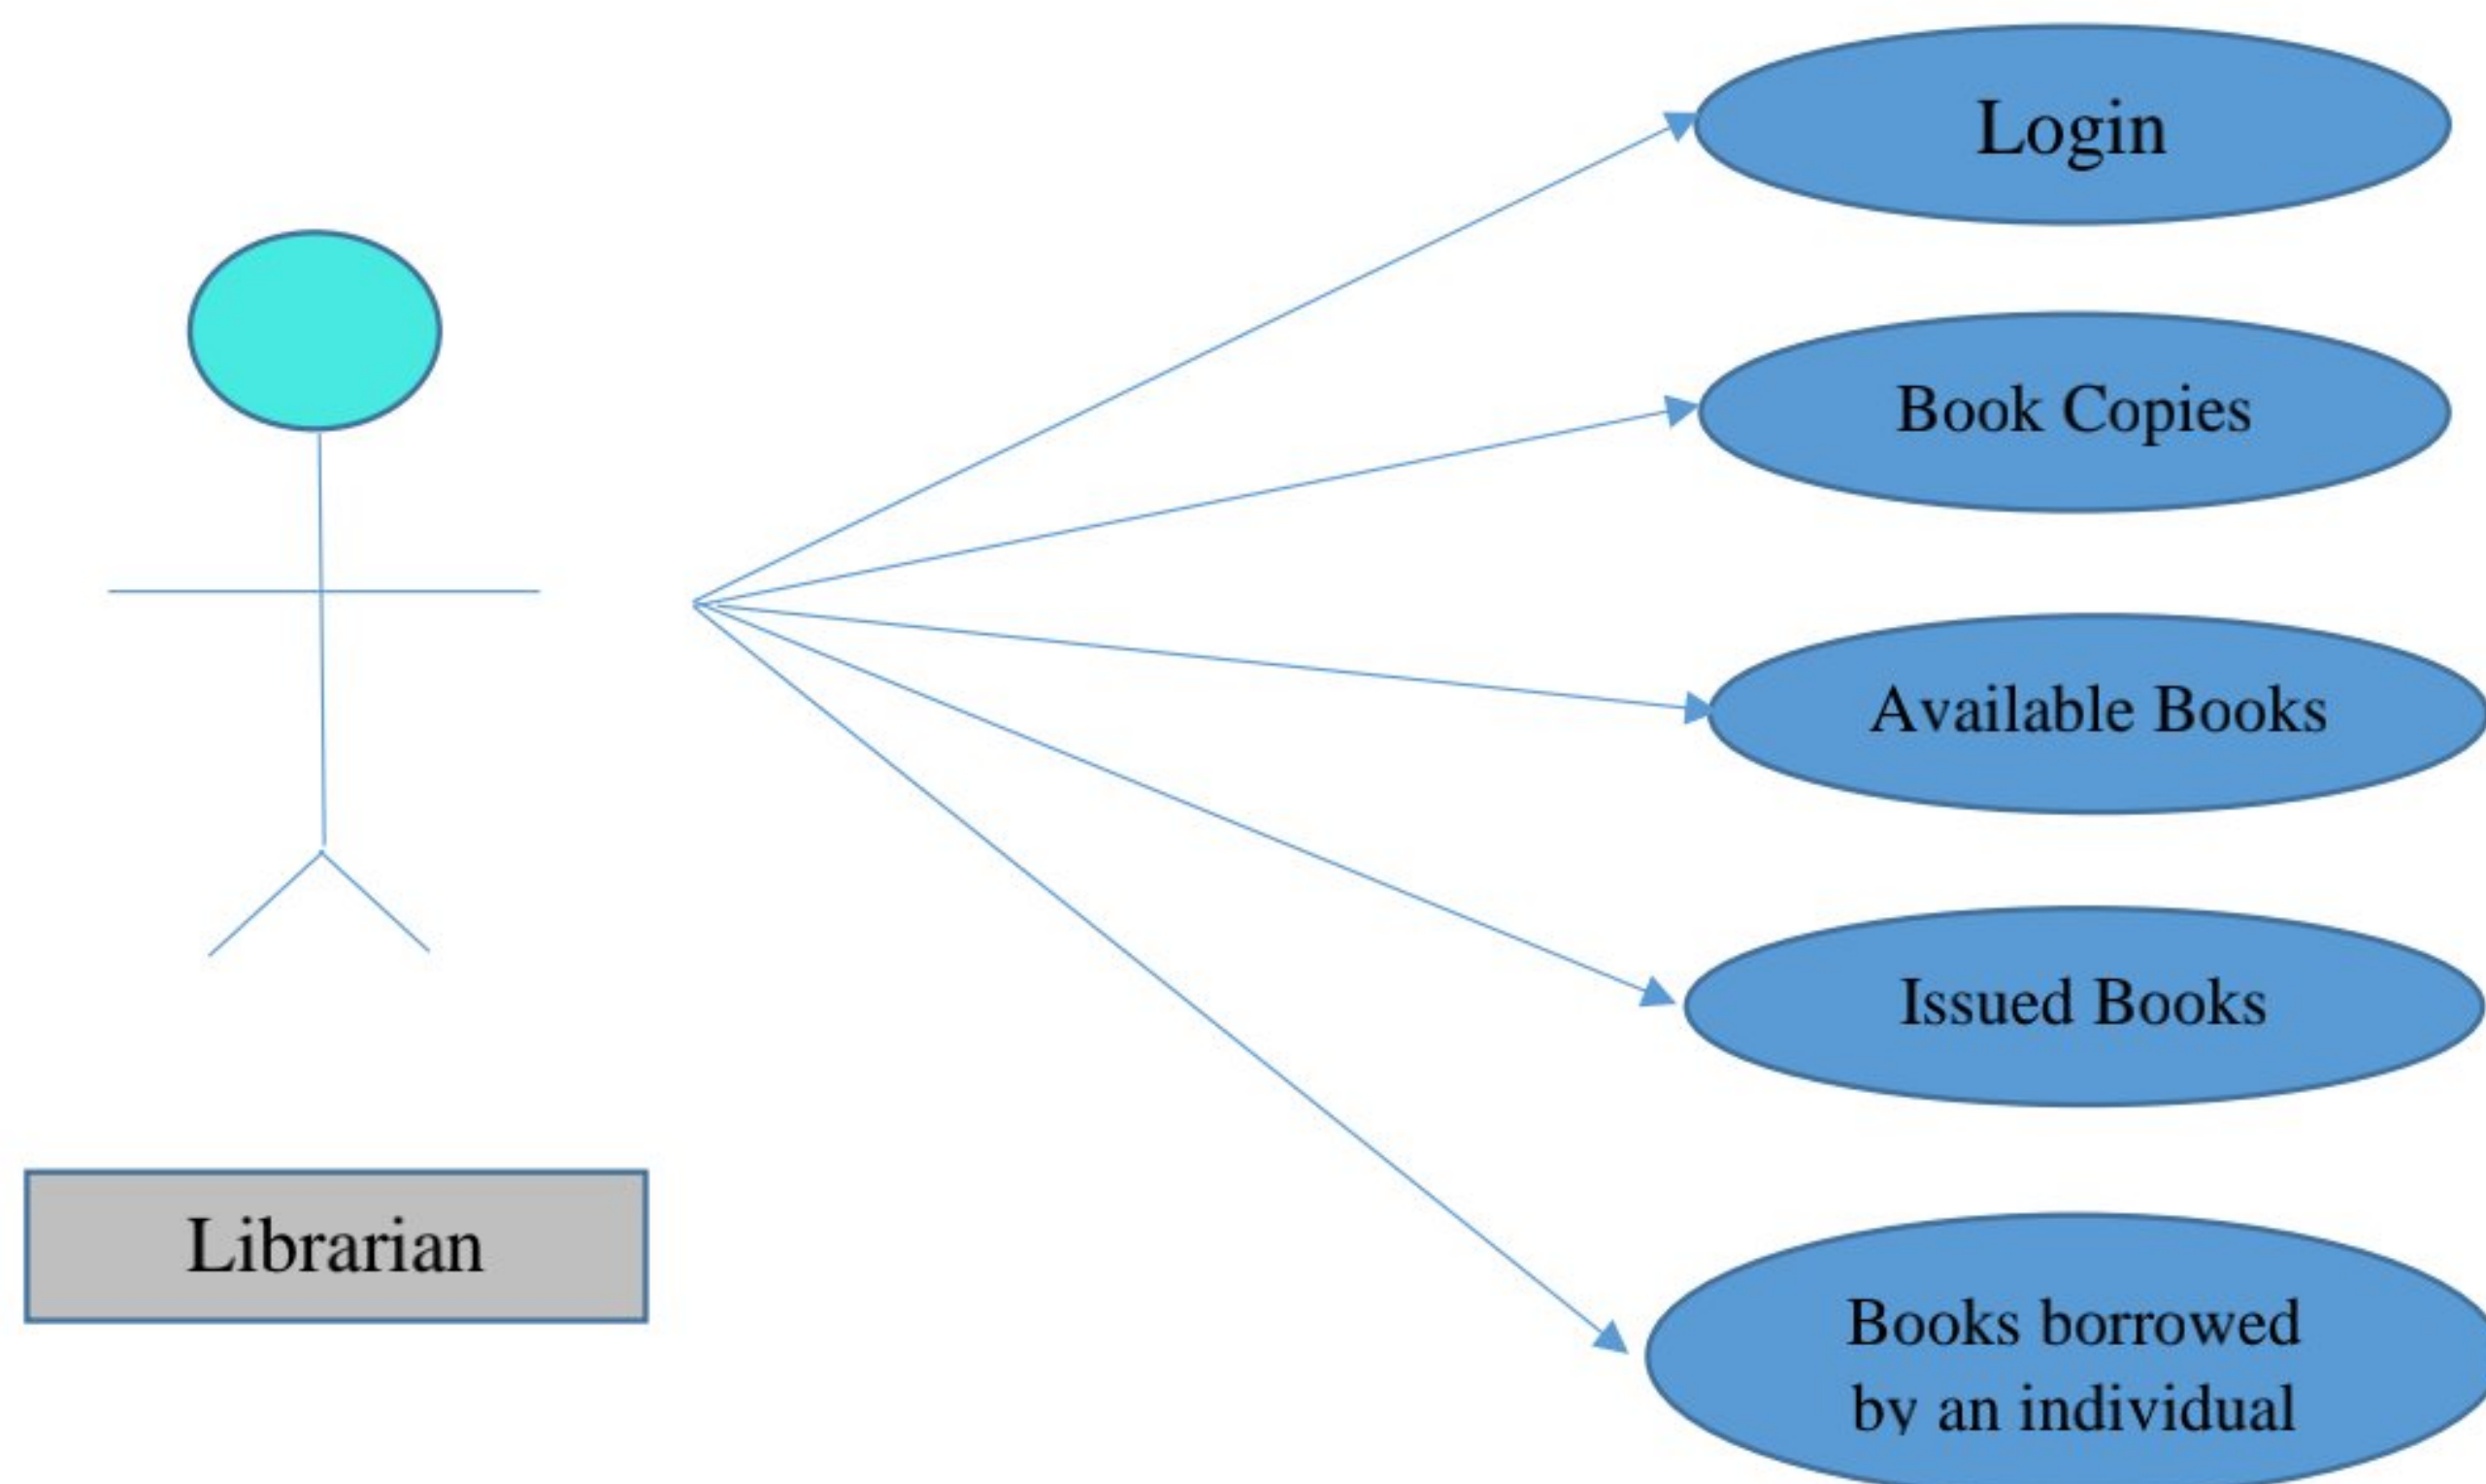 Login
Book Copies
Available Books
Issued Books
Librarian
Books borrowed
by an individual